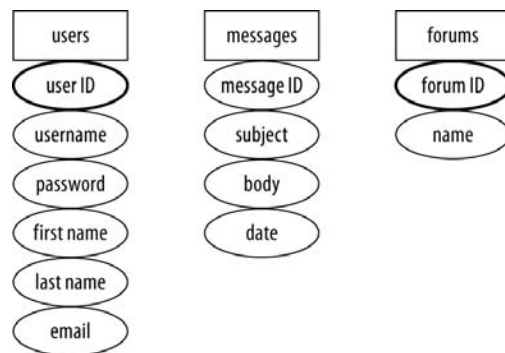 users
user ID
username
password
first name
last name
email
messages
message ID
subject
body
date
forums
forum ID
name